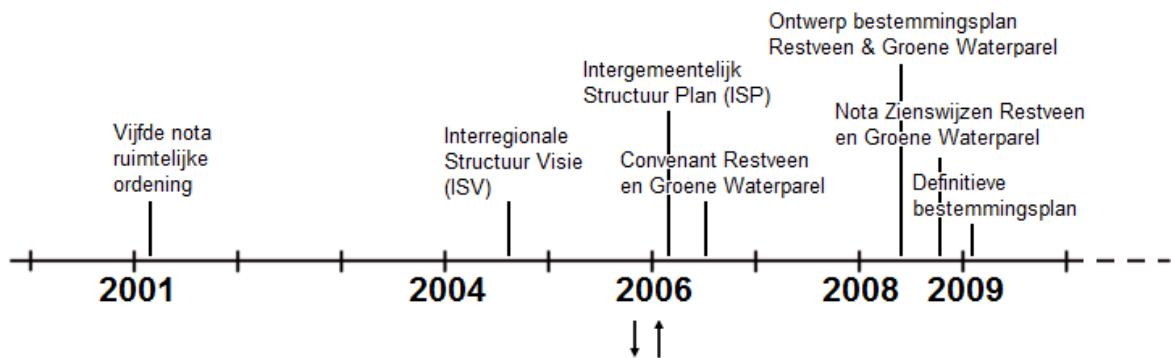 Vijfde nota
ruimtelijke
ordening
Interregionale
Structuur Visie
(ISV)
Intergemeentelijk
Structuur Plan (ISP)
Convenant Restveen
en Groene Waterparel
Ontwerp bestemmingsplan
Restveen & Groene Waterparel
Nota Zienswijzen Restveen
en Groene Waterparel
Definitieve
bestemmingsplan
2001
2004
2006
2008
2009